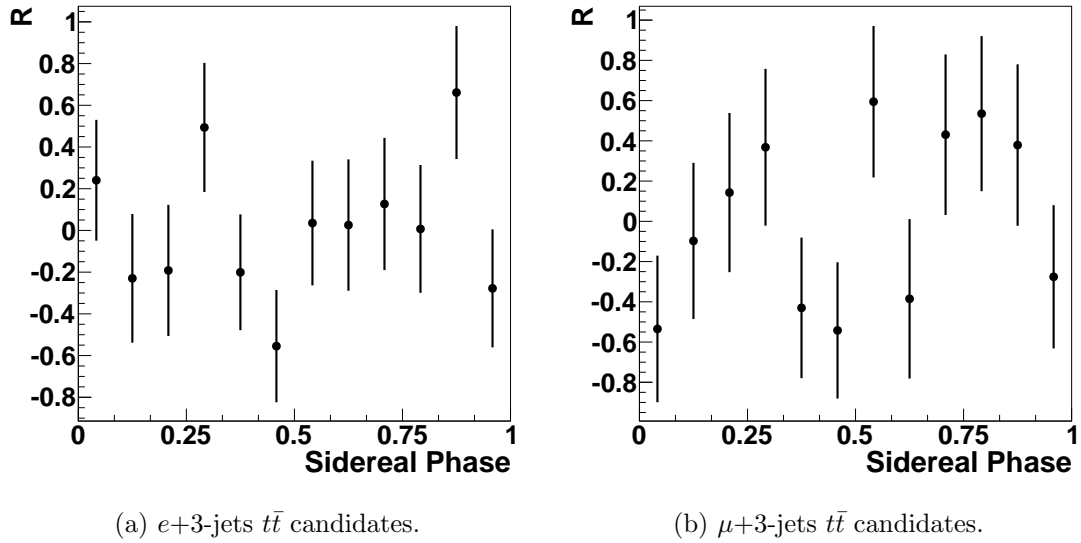 R
1
0.8
0.6
0.4
0.2
0
-0.2
-0.4
-0.6
-0.8
0 0.25 0.5 0.75 1
Sidereal Phase
(a) e+3-jets tt̄ candidates.
R
1
0.8
0.6
0.4
0.2
0
-0.2
-0.4
-0.6
-0.8
0 0.25 0.5 0.75 1
Sidereal Phase
(b) μ+3-jets tt̄ candidates.